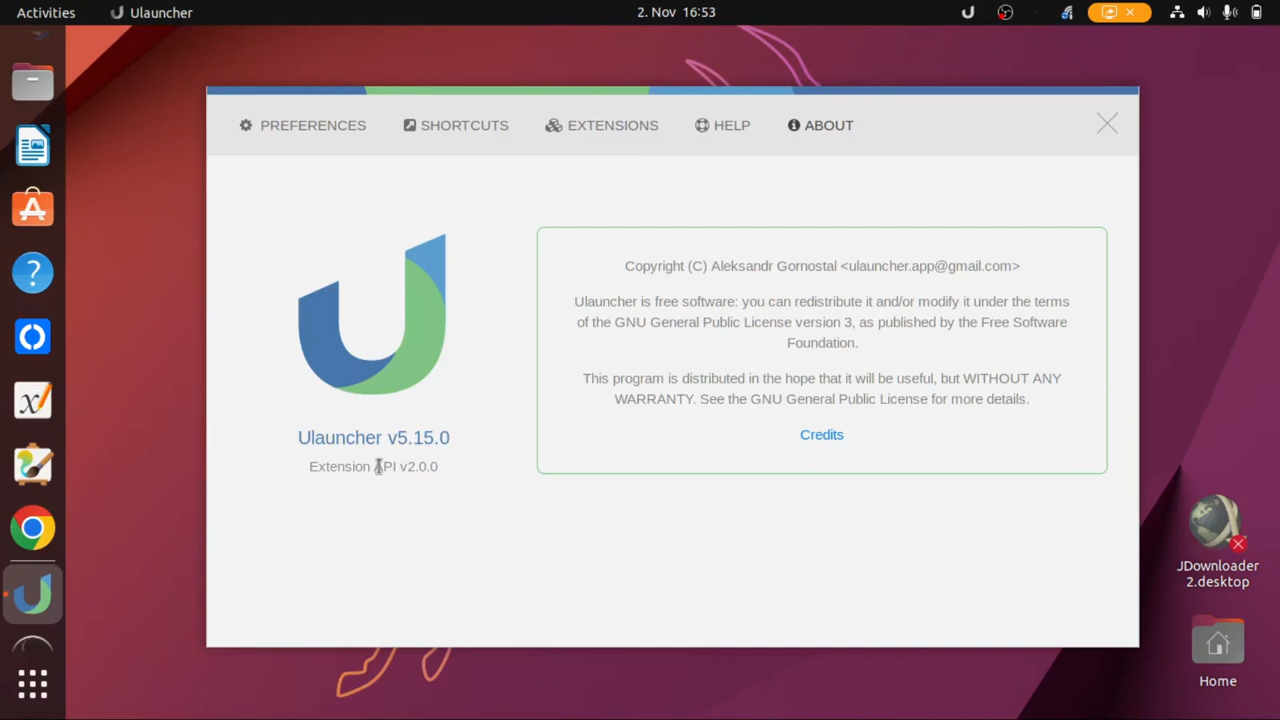 Activities
Ulauncher
2. Nov 16:53
PREFERENCES
SHORTCUTS
EXTENSIONS
HELP
ABOUT
Ulauncher v5.15.0
Extension API v2.0.0
Copyright (C) Aleksandr Gornostal <ulauncher.app@gmail.com>
Ulauncher is free software: you can redistribute it and/or modify it under the terms
of the GNU General Public License version 3, as published by the Free Software
Foundation.
This program is distributed in the hope that it will be useful, but WITHOUT ANY
WARRANTY. See the GNU General Public License for more details.
Credits
JDownloader
2.desktop
Home